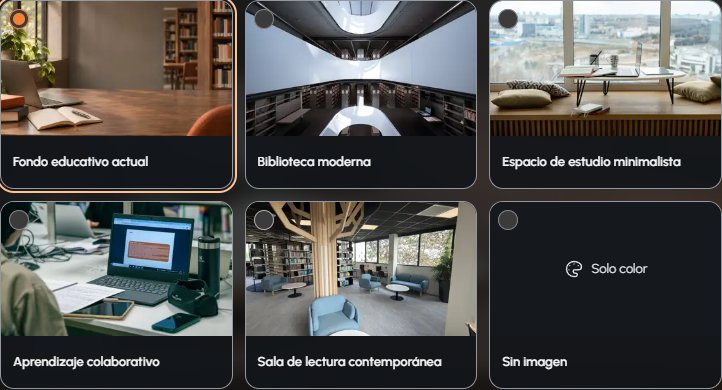 Fondo educativo actual
Biblioteca moderna
Espacio de estudio minimalista
Solo color
Aprendizaje colaborativo
Sala de lectura contemporánea
Sin imagen